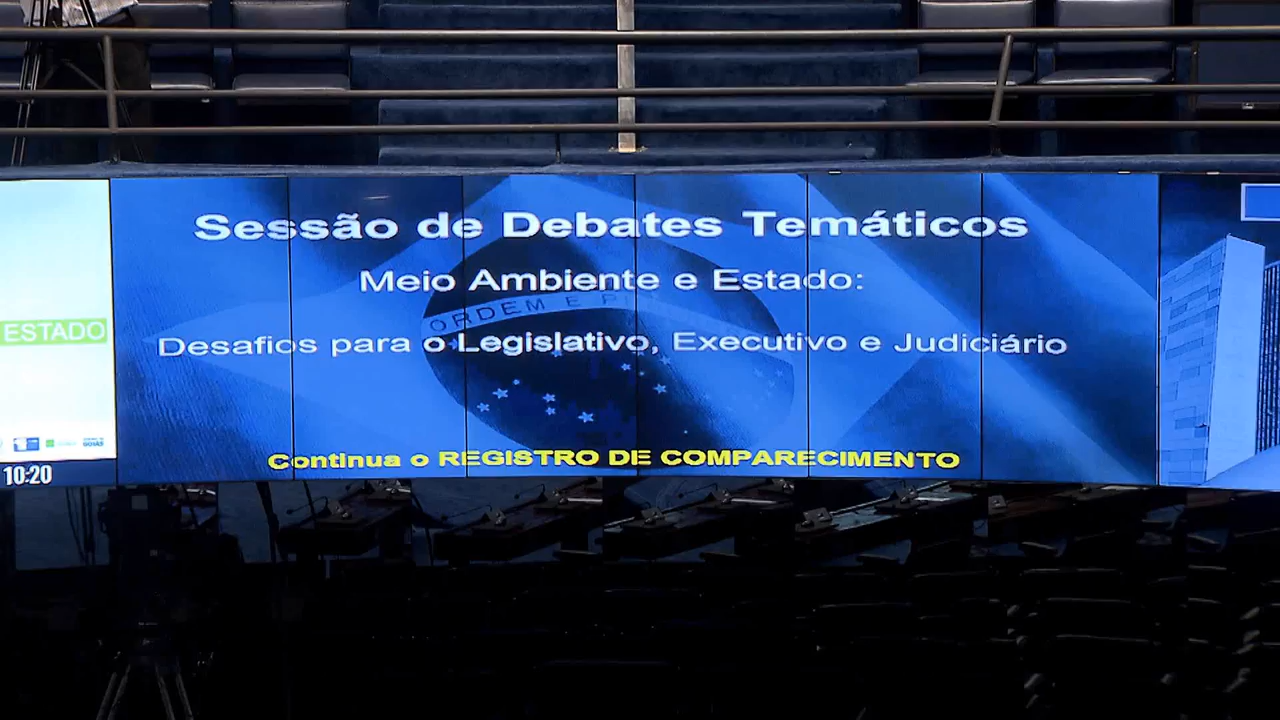 Sessão de Debates Temáticos
Meio Ambiente e Estado:
ORDEM E P
ESTADO
Desafios para o Legislativo, Executivo e Judiciário
GOIÁS
Continua o REGISTRO DE COMPARECIMENTO
10:20